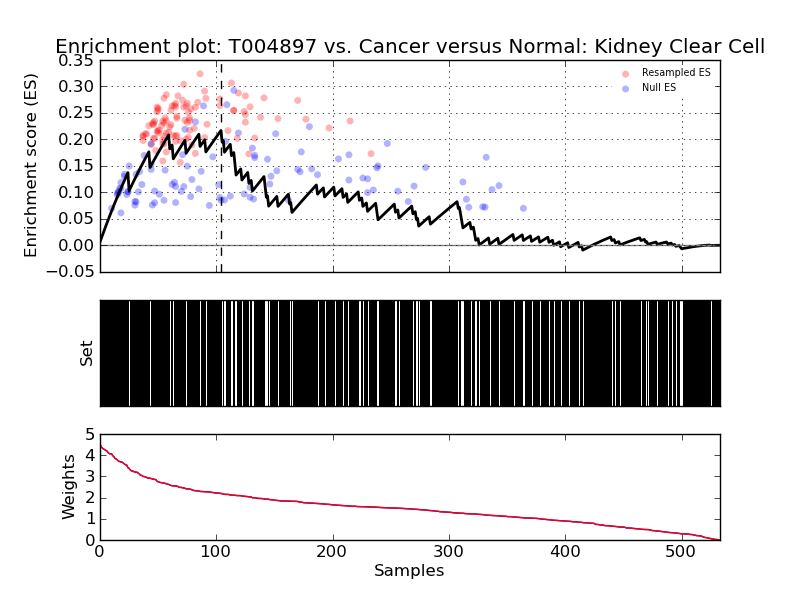 Enrichment plot: T004897 vs. Cancer versus Normal: Kidney Clear Cell
Enrichment score (ES)
0.35
0.30
0.25
0.20
0.15
0.10
0.05
0.00
−0.05
Resampled ES
Null ES
Set
Weights
5
4
3
2
1
0
0 100 200 300 400 500
Samples